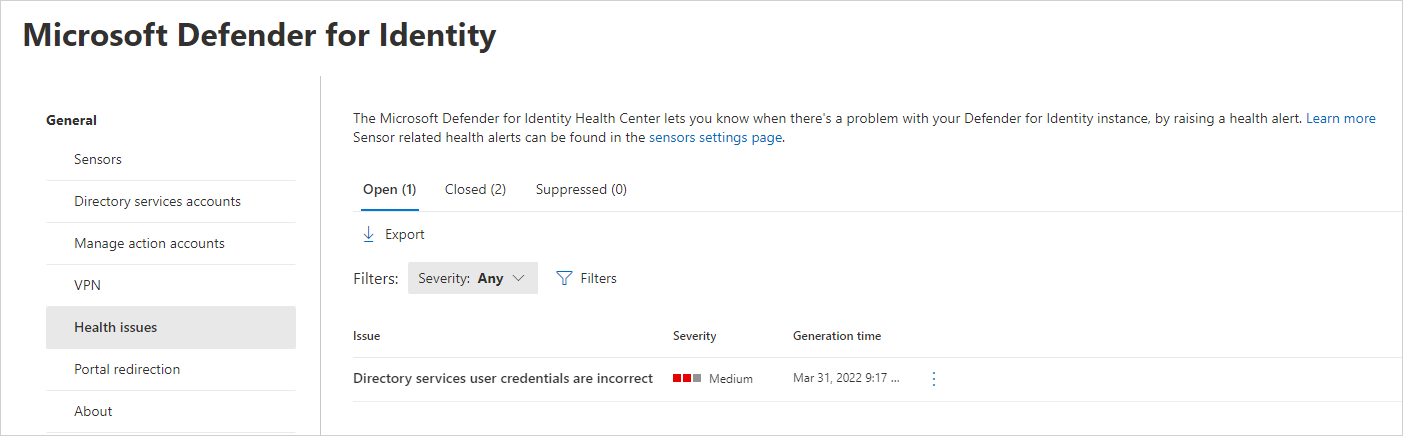 Microsoft Defender for Identity
General
Sensors
Directory services accounts
Manage action accounts
VPN
Health issues
Portal redirection
About
The Microsoft Defender for Identity Health Center lets you know when there's a problem with your Defender for Identity instance, by raising a health alert. Learn more
Sensor related health alerts can be found in the sensors settings page.
Open (1) Closed (2) Suppressed (0)
Export
Filters: Severity: Any Filters
Issue Severity Generation time
Directory services user credentials are incorrect Medium Mar 31, 2022 9:17 ...